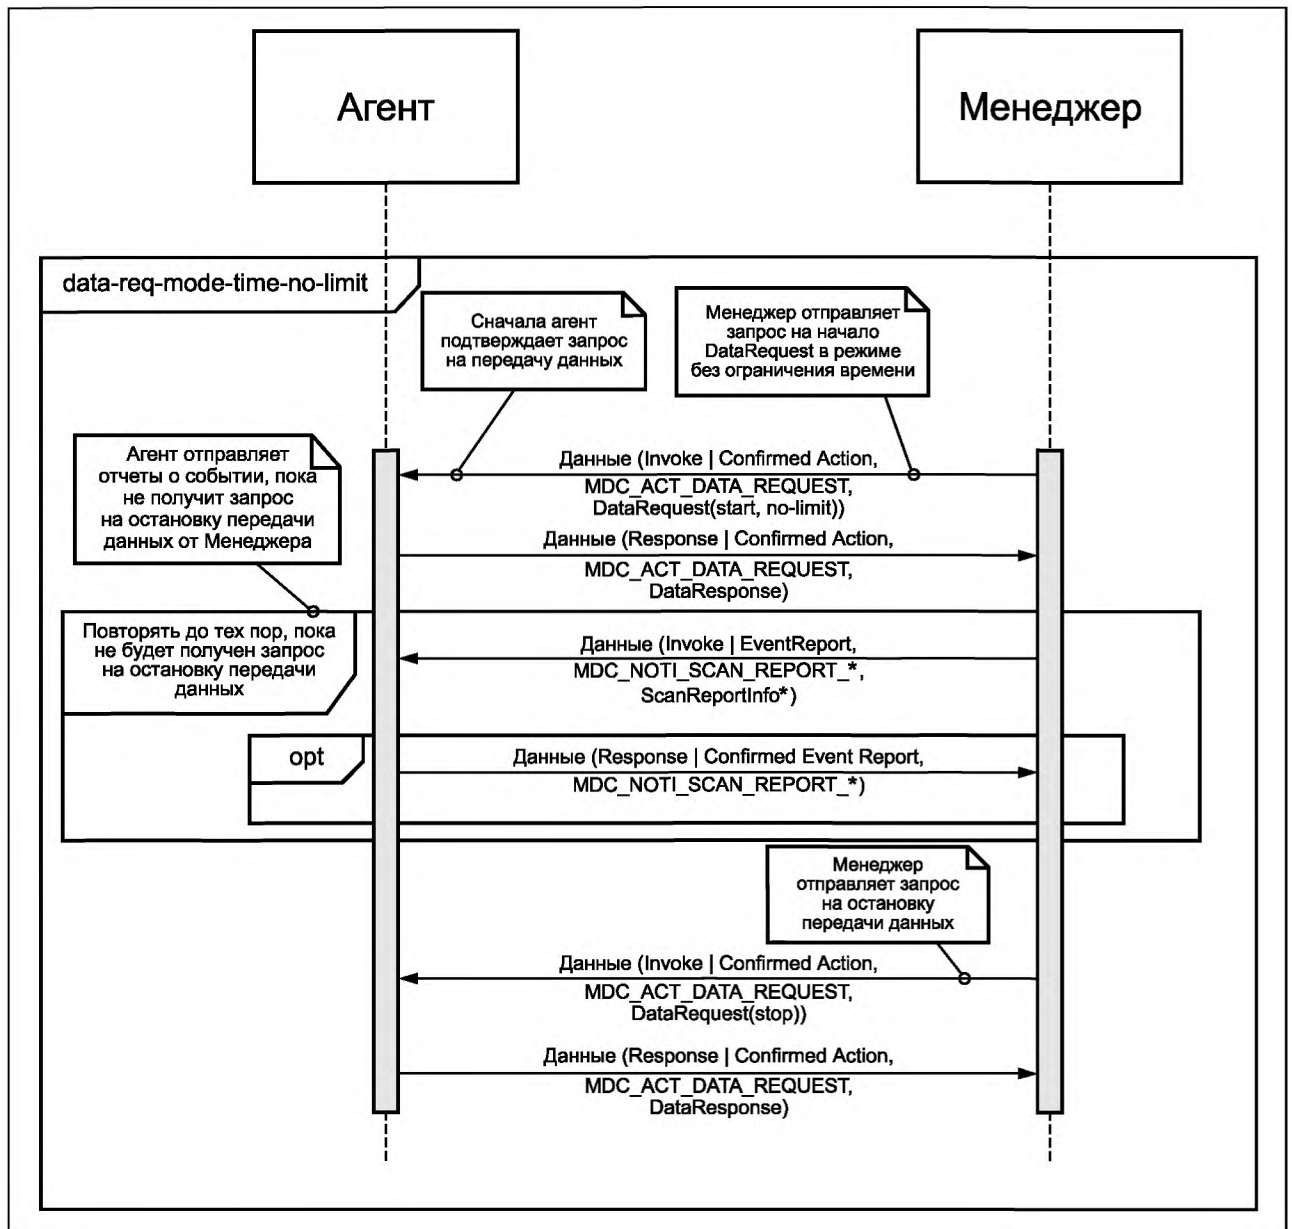 Агент
Менеджер
data-req-mode-time-no-limit
Сначала агент
подтверждает запрос
на передачу данных
Менеджер отправляет
запрос на начало
DataRequest в режиме
без ограничения времени
Агент отправляет
отчеты о событии, пока
не получит запрос
на остановку передачи
данных от Менеджера
Данные (Invoke | Confirmed Action,
MDC_ACT_DATA_REQUEST,
DataRequest(start, no-limit))
Данные (Response | Confirmed Action,
MDC_ACT_DATA_REQUEST,
DataResponse)
Повторять до тех пор, пока
не будет получен запрос
на остановку передачи
данных
Данные (Invoke | EventReport,
MDC_NOTI_SCAN_REPORT_*,
ScanReportInfo*)
opt
Данные (Response | Confirmed Event Report,
MDC_NOTI_SCAN_REPORT_*)
Менеджер
отправляет запрос
на остановку
передачи данных
Данные (Invoke | Confirmed Action,
MDC_ACT_DATA_REQUEST,
DataRequest(stop))
Данные (Response | Confirmed Action,
MDC_ACT_DATA_REQUEST,
DataResponse)